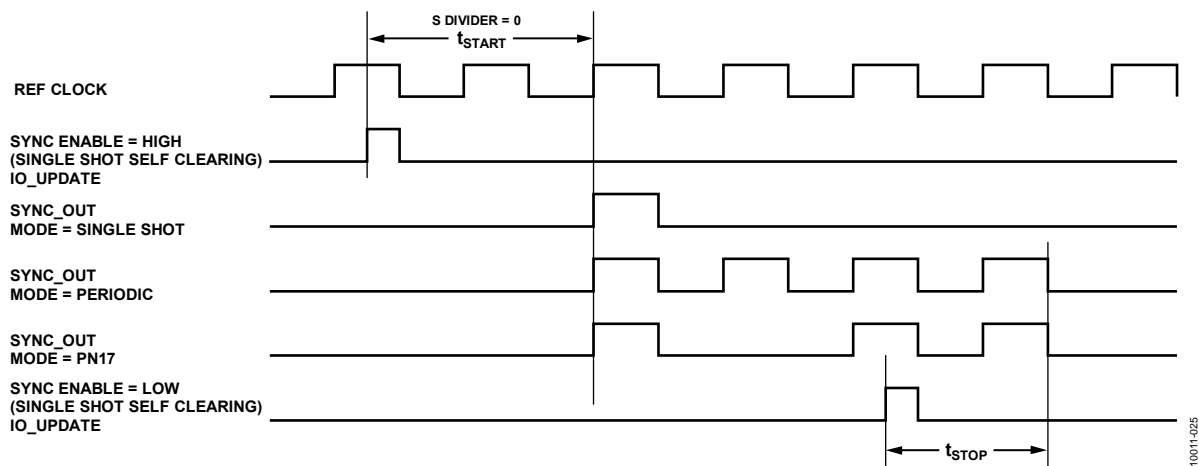 S DIVIDER = 0
tSTART
REF CLOCK
SYNC ENABLE = HIGH
(SINGLE SHOT SELF CLEARING)
IO_UPDATE
SYNC_OUT
MODE = SINGLE SHOT
SYNC_OUT
MODE = PERIODIC
SYNC_OUT
MODE = PN17
SYNC ENABLE = LOW
(SINGLE SHOT SELF CLEARING)
IO_UPDATE
tSTOP
10011-025